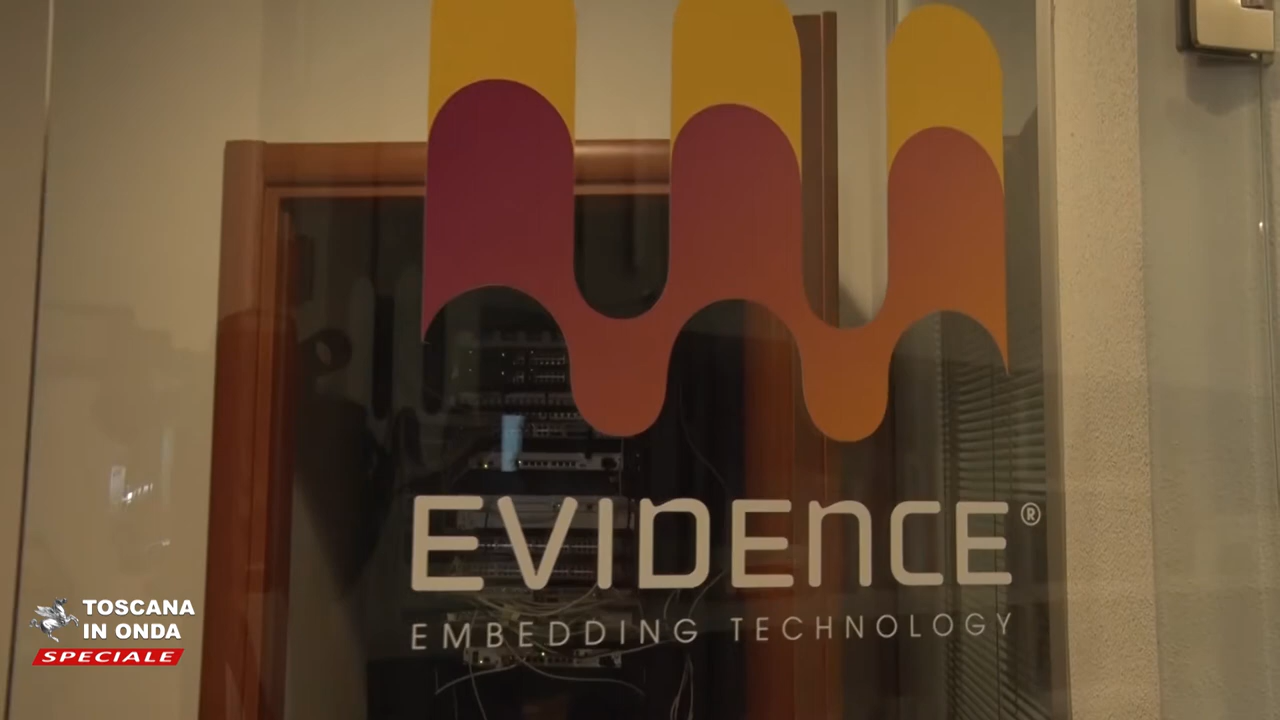 EVIDENCE®
EMBEDDING TECHNOLOGY
TOSCANA
IN ONDA
SPECIALE